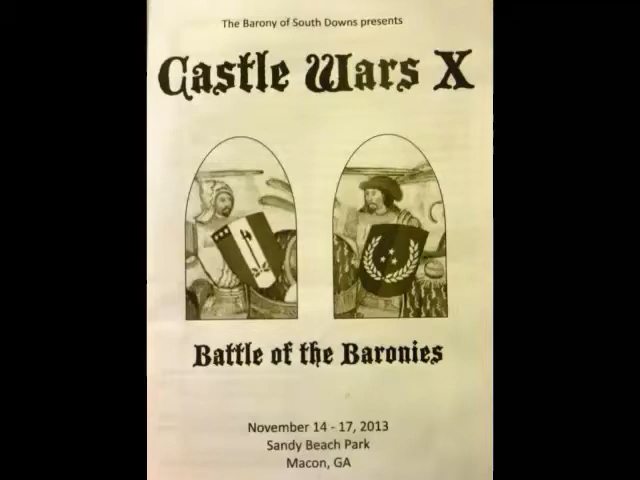 The Barony of South Downs presents
Castle Wars X
Battle of the Baronies
November 14 - 17, 2013
Sandy Beach Park
Macon, GA